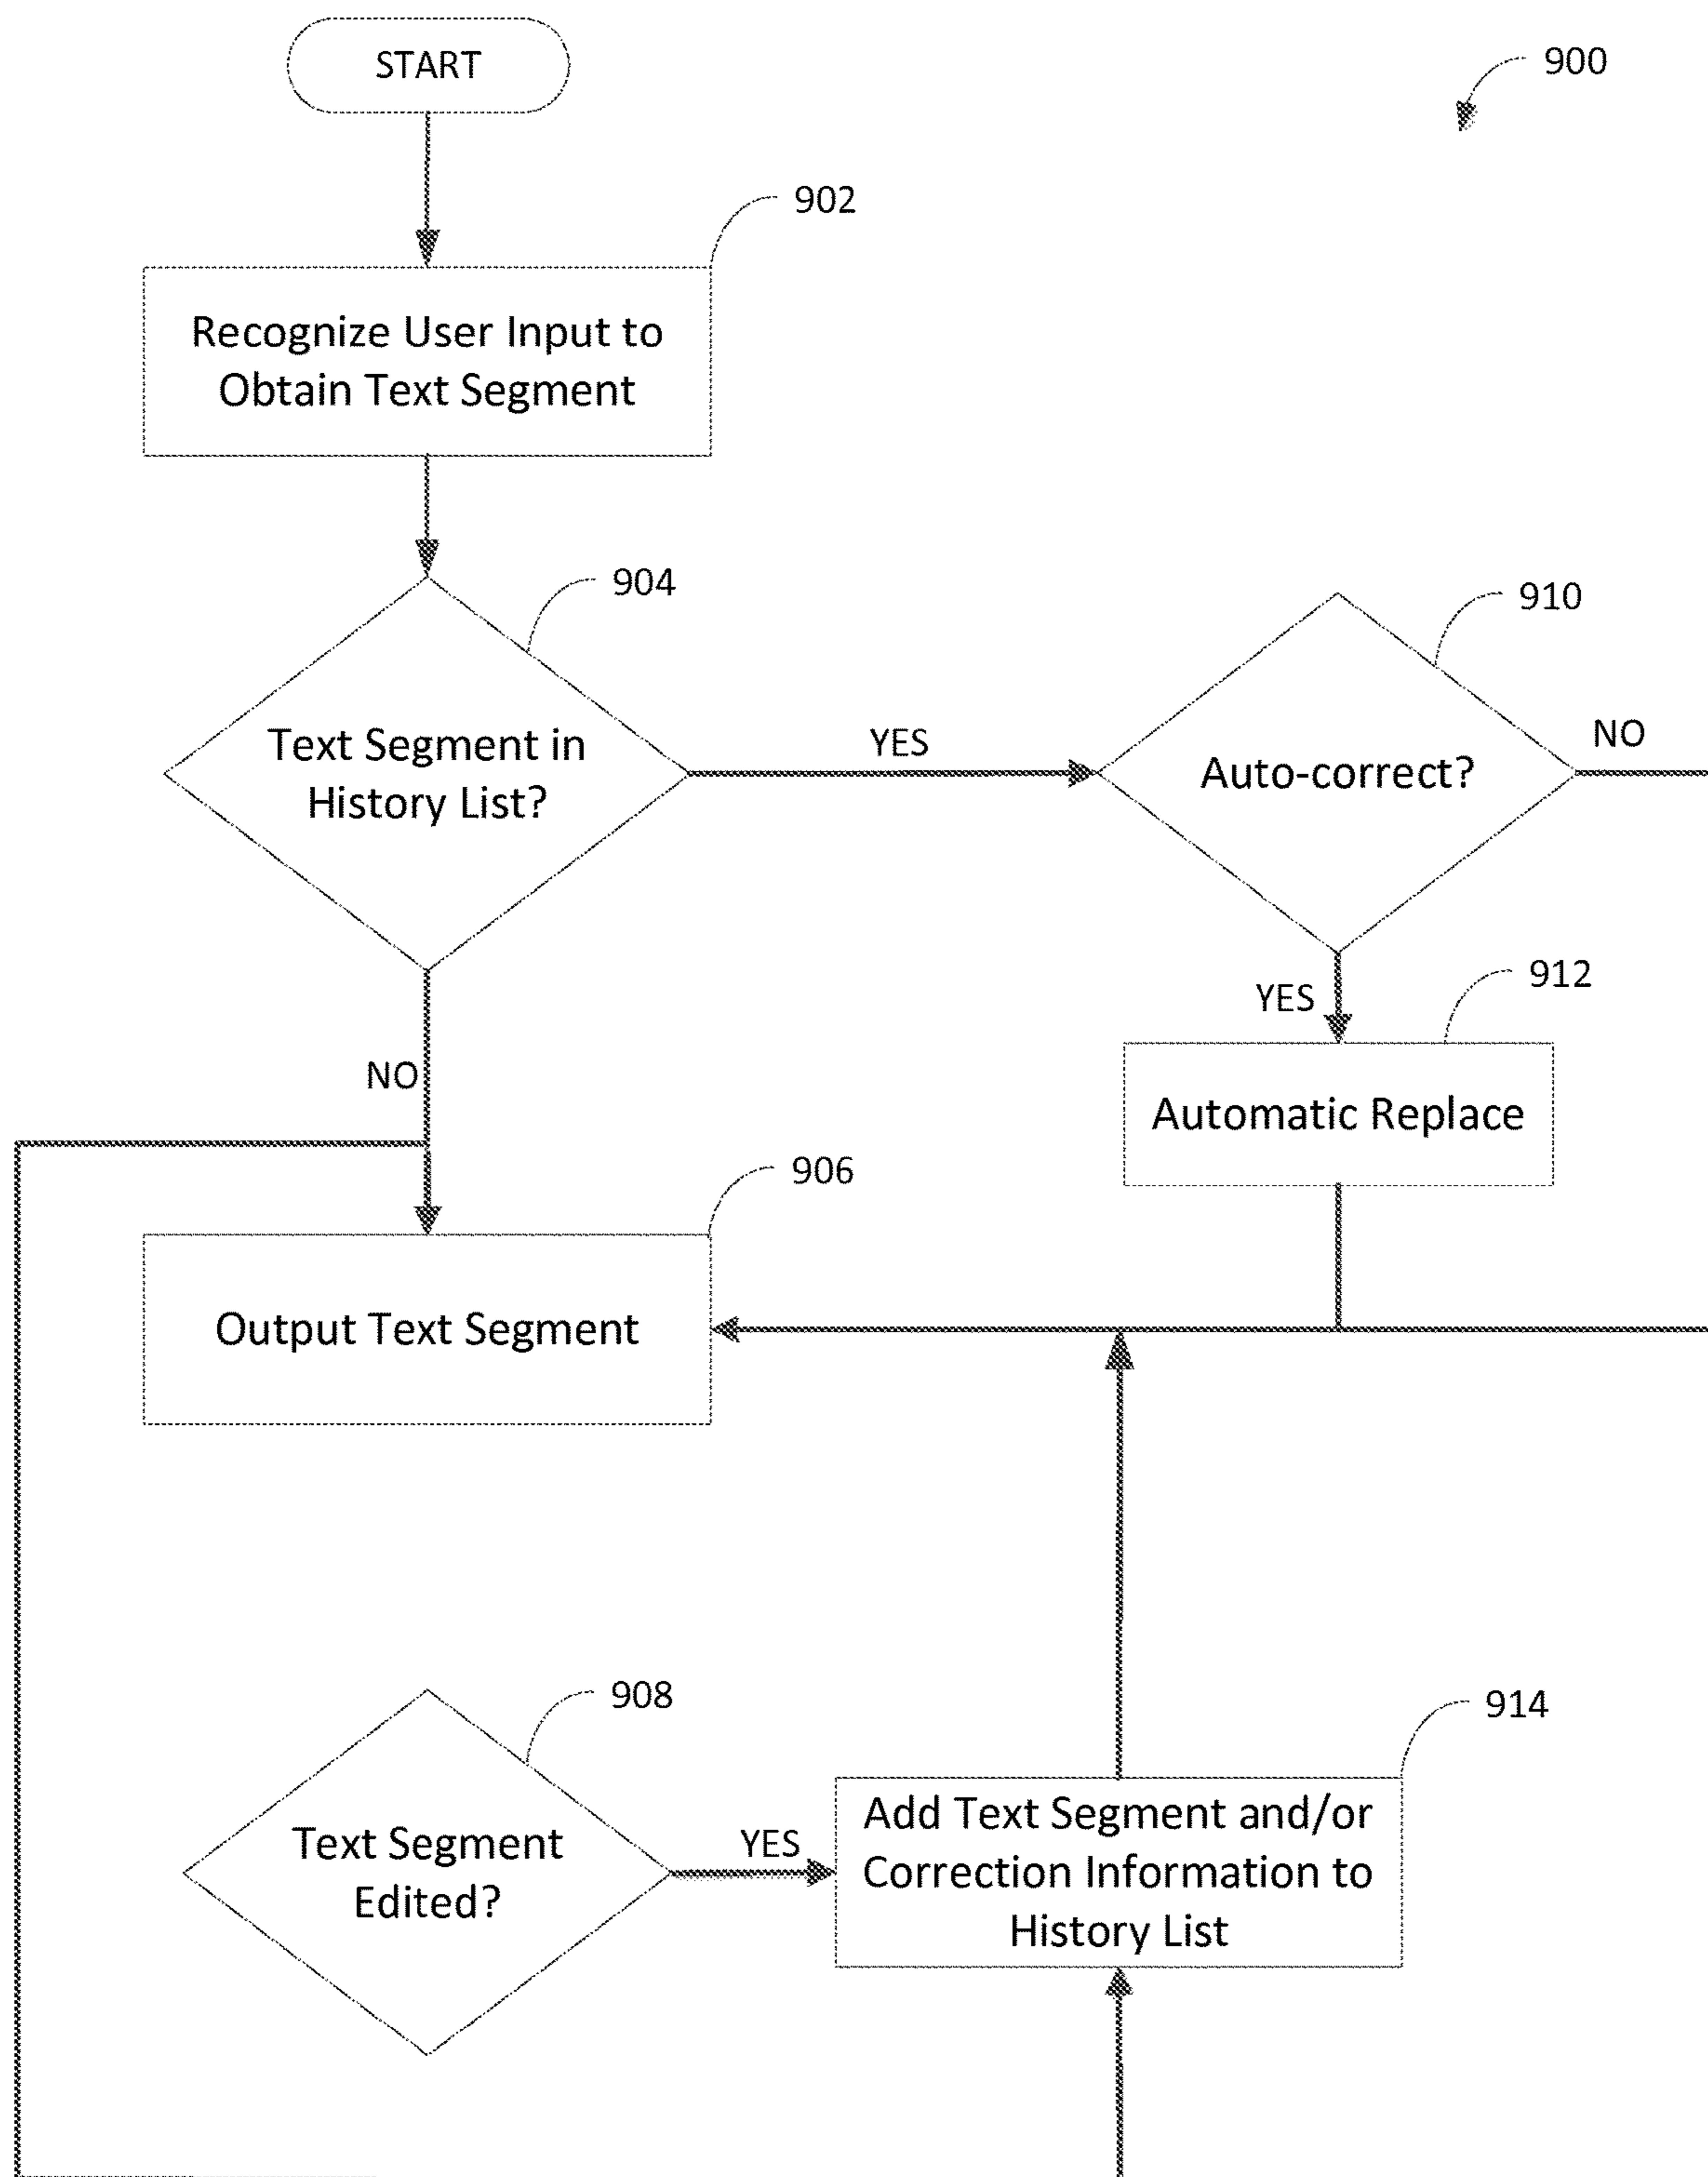 START
900
902
Recognize User Input to
Obtain Text Segment
904
910
Text Segment in
History List?
YES
Auto-correct?
NO
YES
912
NO
Automatic Replace
906
Output Text Segment
908
914
Text Segment
Edited?
YES
Add Text Segment and/or
Correction Information to
History List